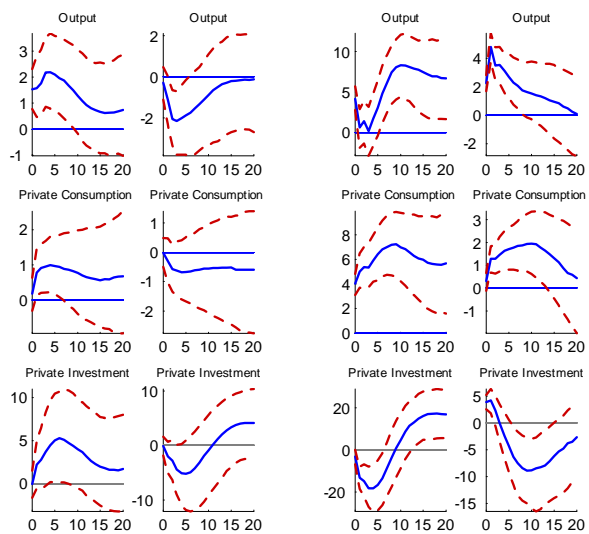 Output Output Output Output
3 2 10 4
2 0 5 2
1 -2 0 0
0 -2
-1
0 5 10 15 20 0 5 10 15 20 0 5 10 15 20 0 5 10 15 20
Private Consumption Private Consumption Private Consumption Private Consumption
2 1 8 3
1 0 6 2
0 -1 4 1
-2 2 0
0 -1
0 5 10 15 20 0 5 10 15 20 0 5 10 15 20 0 5 10 15 20
Private Investment Private Investment Private Investment Private Investment
10 10 20 5
5 0 0 0
0 -10 -20 -5
-10
-15
0 5 10 15 20 0 5 10 15 20 0 5 10 15 20 0 5 10 15 20